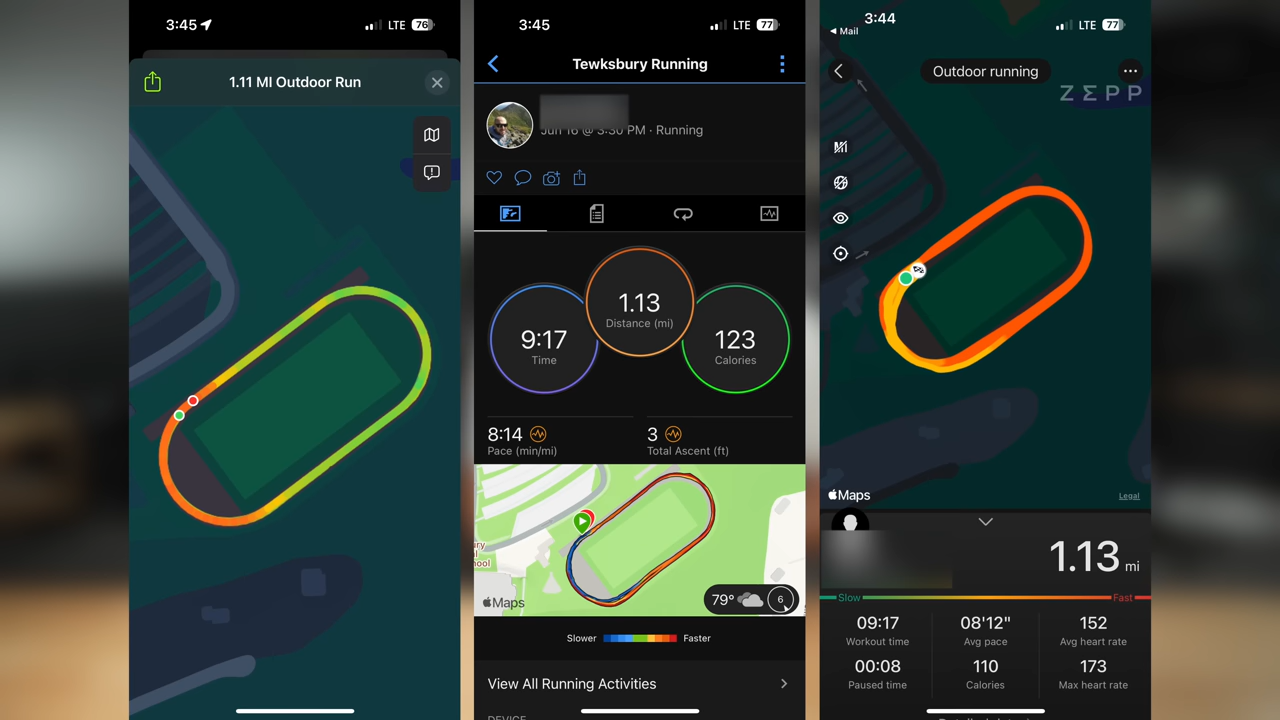 3:45
LTE 76
1.11 MI Outdoor Run
3:45
LTE 77
Tewksbury Running
Jun 16 @ 3:30 PM · Running
9:17
Time
1.13
Distance (mi)
123
Calories
8:14
Pace (min/mi)
3
Total Ascent (ft)
Maps
79°
6
Slower
Faster
View All Running Activities
DEVICE
3:44
Mail
LTE 77
Outdoor running
ZEPP
Maps
Legal
1.13 mi
Slow
Fast
09:17
Workout time
08'12"
Avg pace
152
Avg heart rate
00:08
Paused time
110
Calories
173
Max heart rate